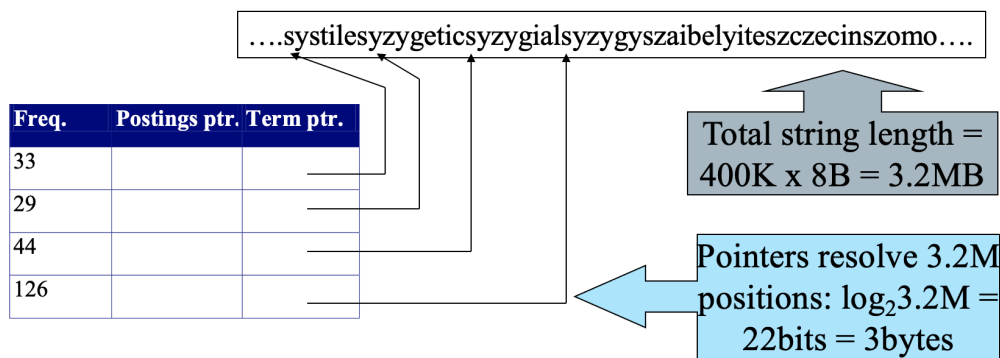 ….systilesyzygeticsyzygialsyzygyszaibelyiteszczecinszomo….
Freq. Postings ptr. Term ptr.
33
29
44
126
Total string length =
400K x 8B = 3.2MB
Pointers resolve 3.2M
positions: log₂3.2M =
22bits = 3bytes